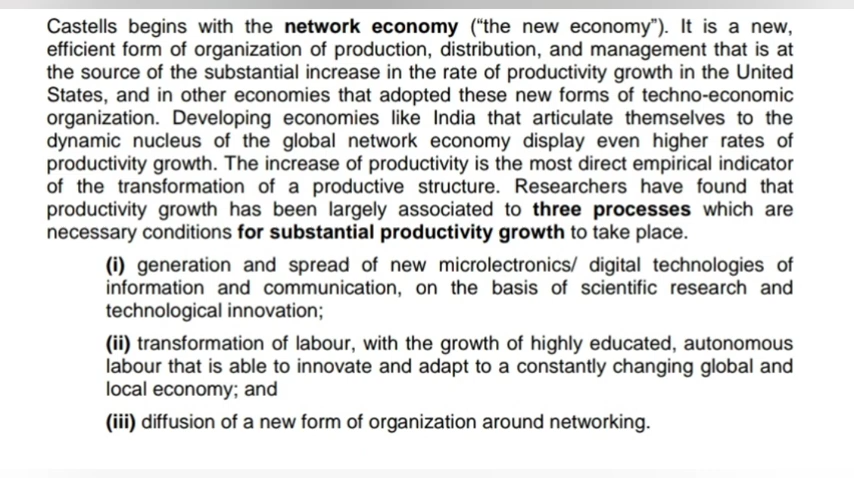 Castells begins with the network economy (“the new economy”). It is a new,
efficient form of organization of production, distribution, and management that is at
the source of the substantial increase in the rate of productivity growth in the United
States, and in other economies that adopted these new forms of techno-economic
organization. Developing economies like India that articulate themselves to the
dynamic nucleus of the global network economy display even higher rates of
productivity growth. The increase of productivity is the most direct empirical indicator
of the transformation of a productive structure. Researchers have found that
productivity growth has been largely associated to three processes which are
necessary conditions for substantial productivity growth to take place.
(i) generation and spread of new microelectronics/ digital technologies of
information and communication, on the basis of scientific research and
technological innovation;
(ii) transformation of labour, with the growth of highly educated, autonomous
labour that is able to innovate and adapt to a constantly changing global and
local economy; and
(iii) diffusion of a new form of organization around networking.